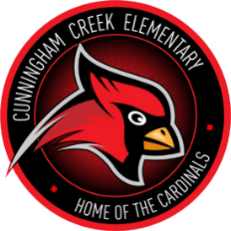 CUNNINGHAM CREEK ELEMENTARY
HOME OF THE CARDINALS